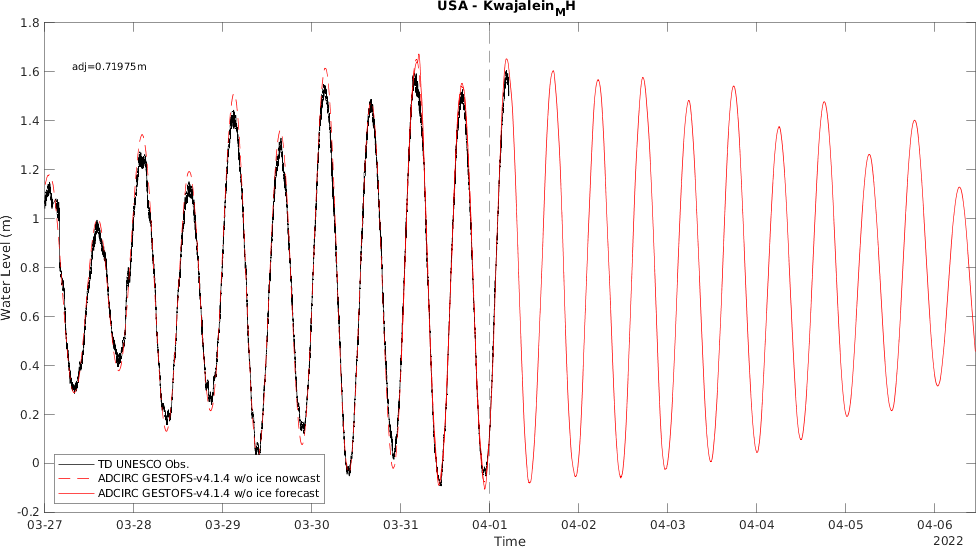 USA - KwajaleinMH
1.8
1.6
1.4
1.2
1
0.8
0.6
0.4
0.2
0
-0.2
Water Level (m)
adj=0.71975m
TD UNESCO Obs.
ADCIRC GESTOFS-v4.1.4 w/o ice nowcast
ADCIRC GESTOFS-v4.1.4 w/o ice forecast
03-27 03-28 03-29 03-30 03-31 04-01 04-02 04-03 04-04 04-05 04-06
Time
2022